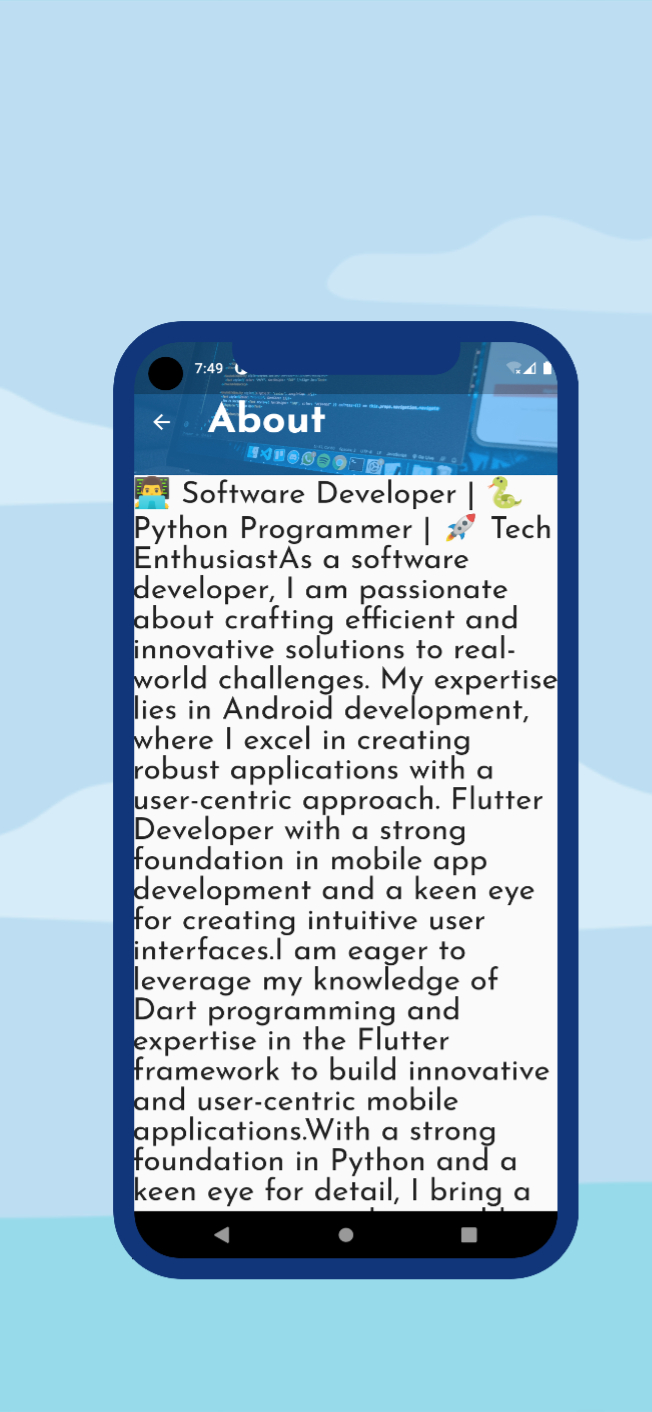 7:49
About
👨‍💻 Software Developer | 🐍
Python Programmer | 🚀 Tech
EnthusiastAs a software
developer, I am passionate
about crafting efficient and
innovative solutions to real-
world challenges. My expertise
lies in Android development,
where I excel in creating
robust applications with a
user-centric approach. Flutter
Developer with a strong
foundation in mobile app
development and a keen eye
for creating intuitive user
interfaces.I am eager to
leverage my knowledge of
Dart programming and
expertise in the Flutter
framework to build innovative
and user-centric mobile
applications.With a strong
foundation in Python and a
keen eye for detail, I bring a